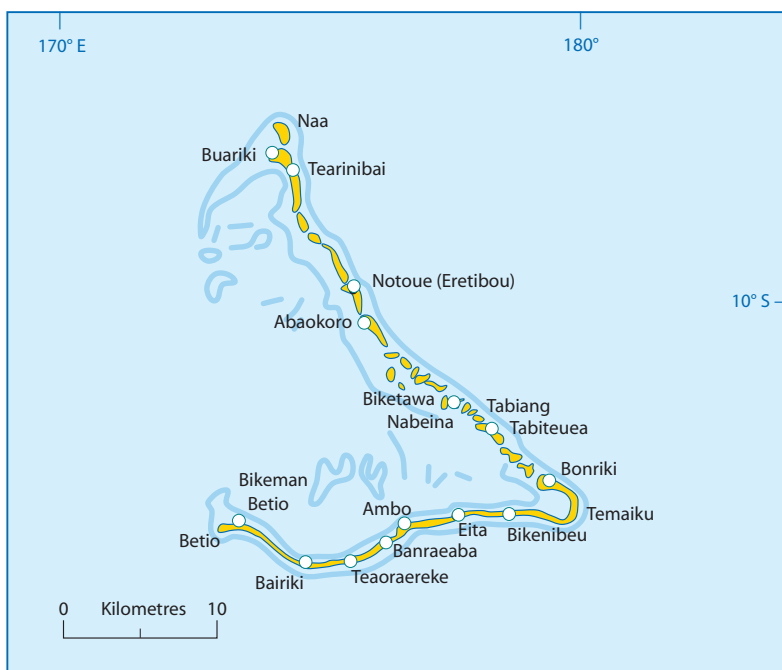 170° E
180°
Naa
Buariki
Tearinibai
Notoue (Eretibou)
10° S
Abaokoro
Biketawa
Tabiang
Nabeina
Tabiteuea
Bonriki
Bikeman
Betio
Ambo
Temaiku
Betio
Eita
Bikenibeu
Banraeaba
Bairiki
Teaoraereke
0 Kilometres 10